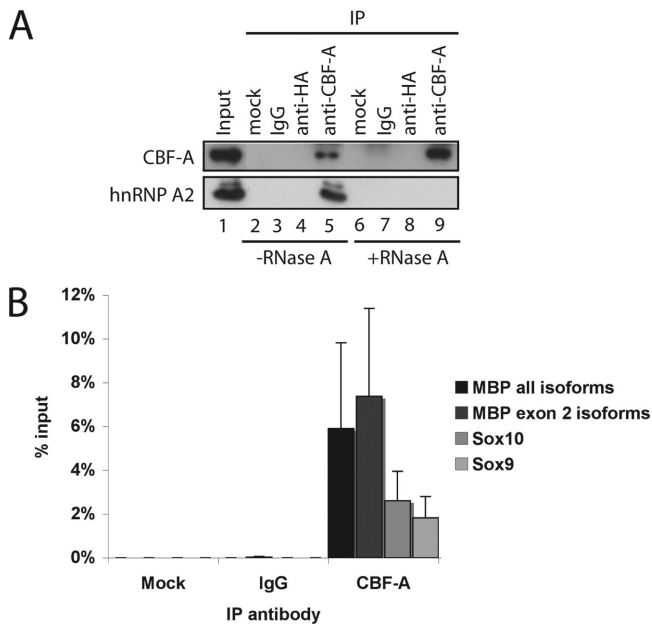 A
IP
Input
mock
IgG
anti-HA
anti-CBF-A
mock
IgG
anti-HA
anti-CBF-A
CBF-A
hnRNP A2
1 2 3 4 5 6 7 8 9
-RNase A +RNase A
B
12%
10%
8%
6%
4%
2%
0%
% input
Mock IgG CBF-A
IP antibody
MBP all isoforms
MBP exon 2 isoforms
Sox10
Sox9